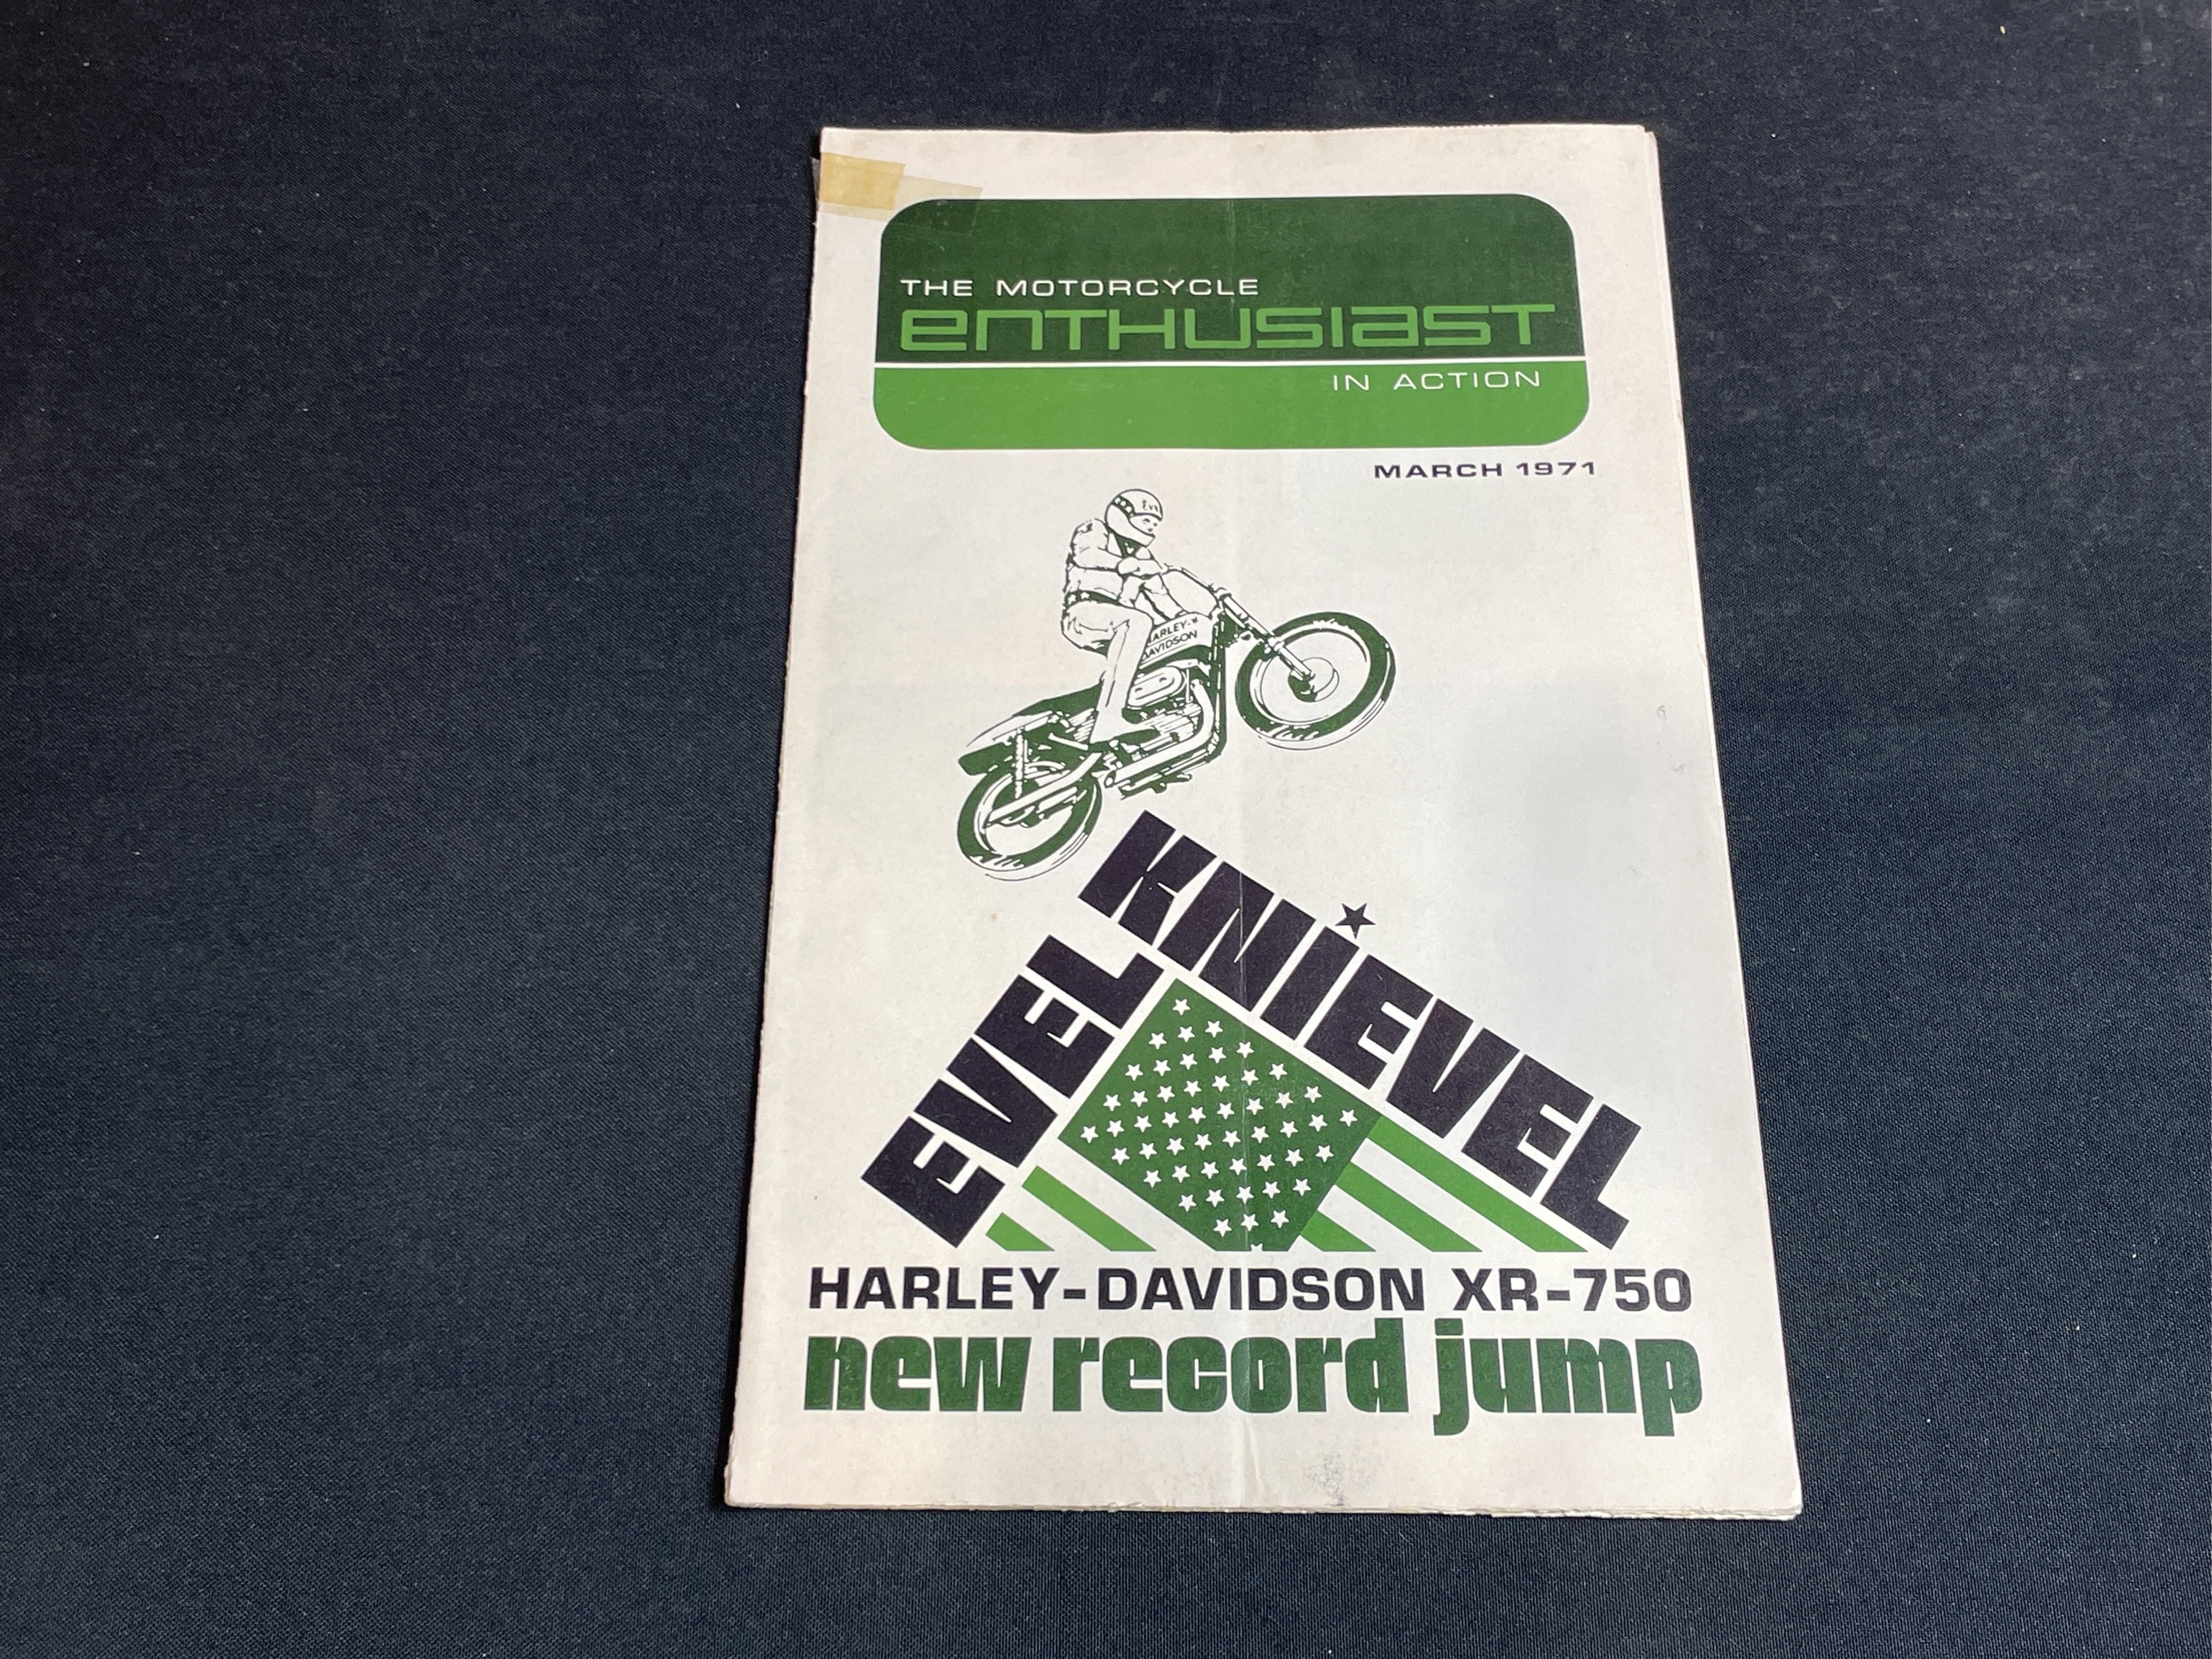 THE MOTORCYCLE
enTHUSIaST
IN ACTION
MARCH 1971
HARLEY-
DAVIDSON
EVEL KNIEVEL
HARLEY-DAVIDSON XR-750
new record jump